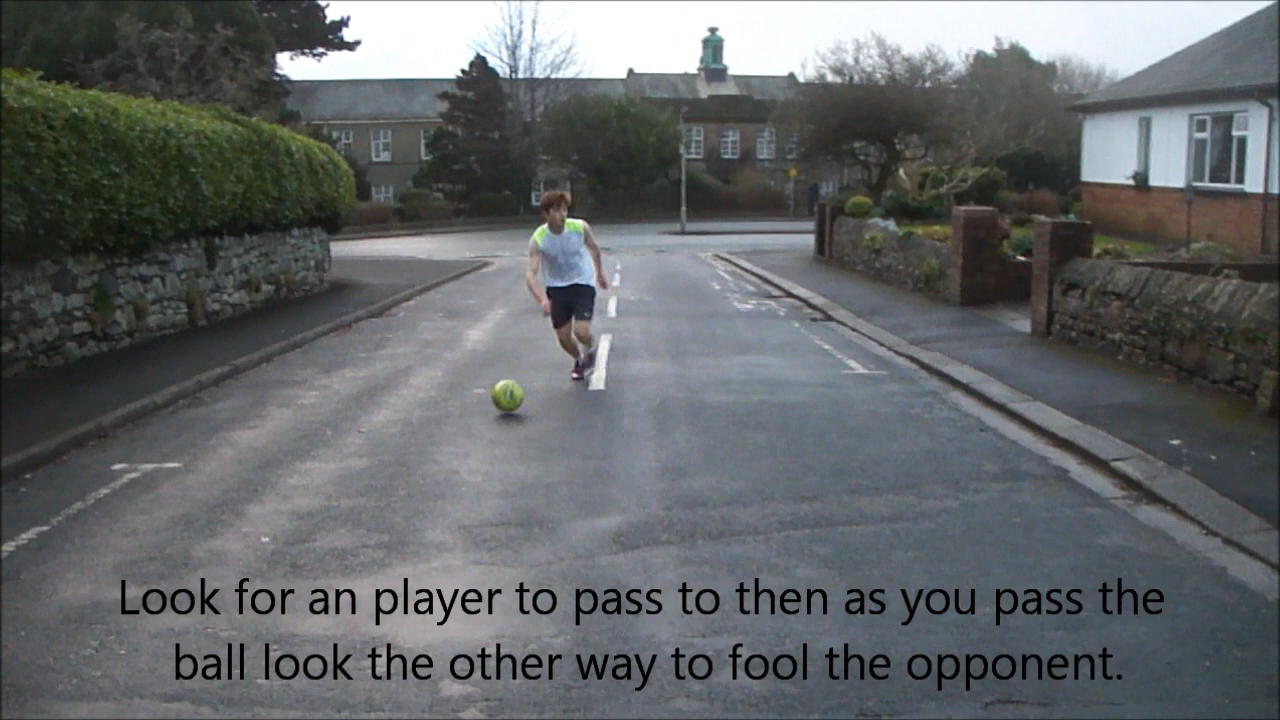 Look for an player to pass to then as you pass the
ball look the other way to fool the opponent.